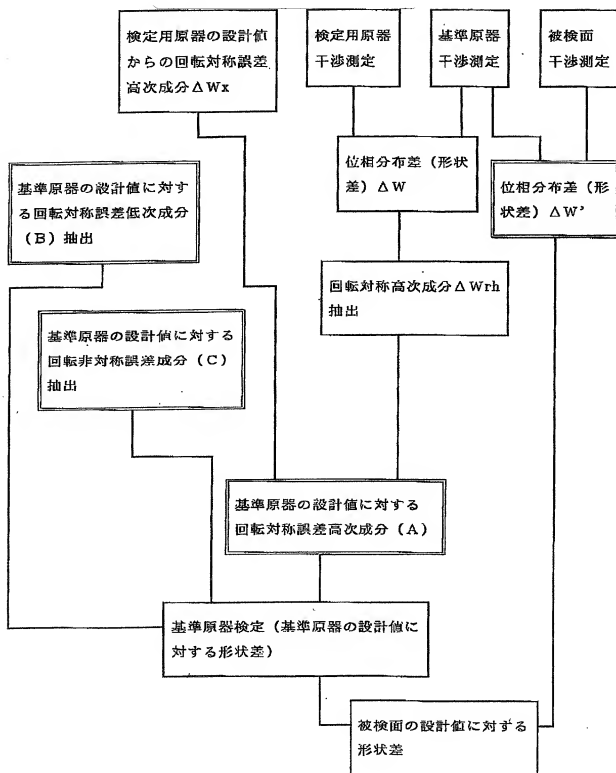 検定用原器の設計値
からの回転対称誤差
高次成分ΔWx
検定用原器
干渉測定
基準原器
干渉測定
被検面
干渉測定
位相分布差(形状
差)ΔW
位相分布差(形
状差)ΔW'
基準原器の設計値に対す
る回転対称誤差低次成分
(B)抽出
回転対称高次成分ΔWrh
抽出
基準原器の設計値に対する
回転非対称誤差成分(C)
抽出
基準原器の設計値に対する
回転対称誤差高次成分(A)
基準原器検定(基準原器の設計値に
対する形状差)
被検面の設計値に対する
形状差